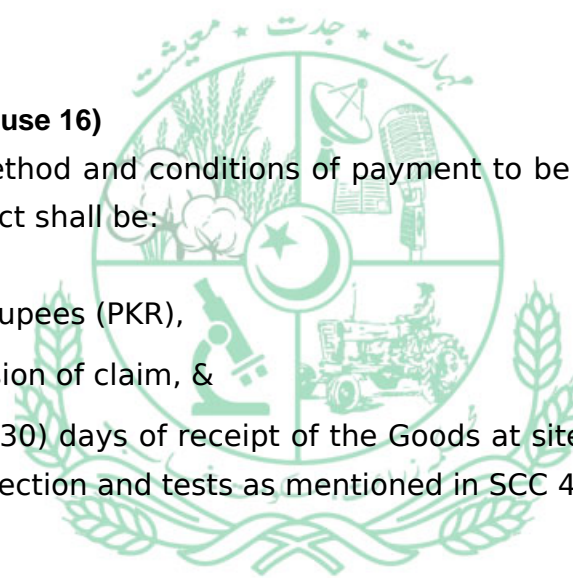 مہارت ٭ جدت ٭ معیشت
use 16)
ethod and conditions of payment to be
ct shall be:
upees (PKR),
sion of claim, &
30) days of receipt of the Goods at site
ection and tests as mentioned in SCC 4